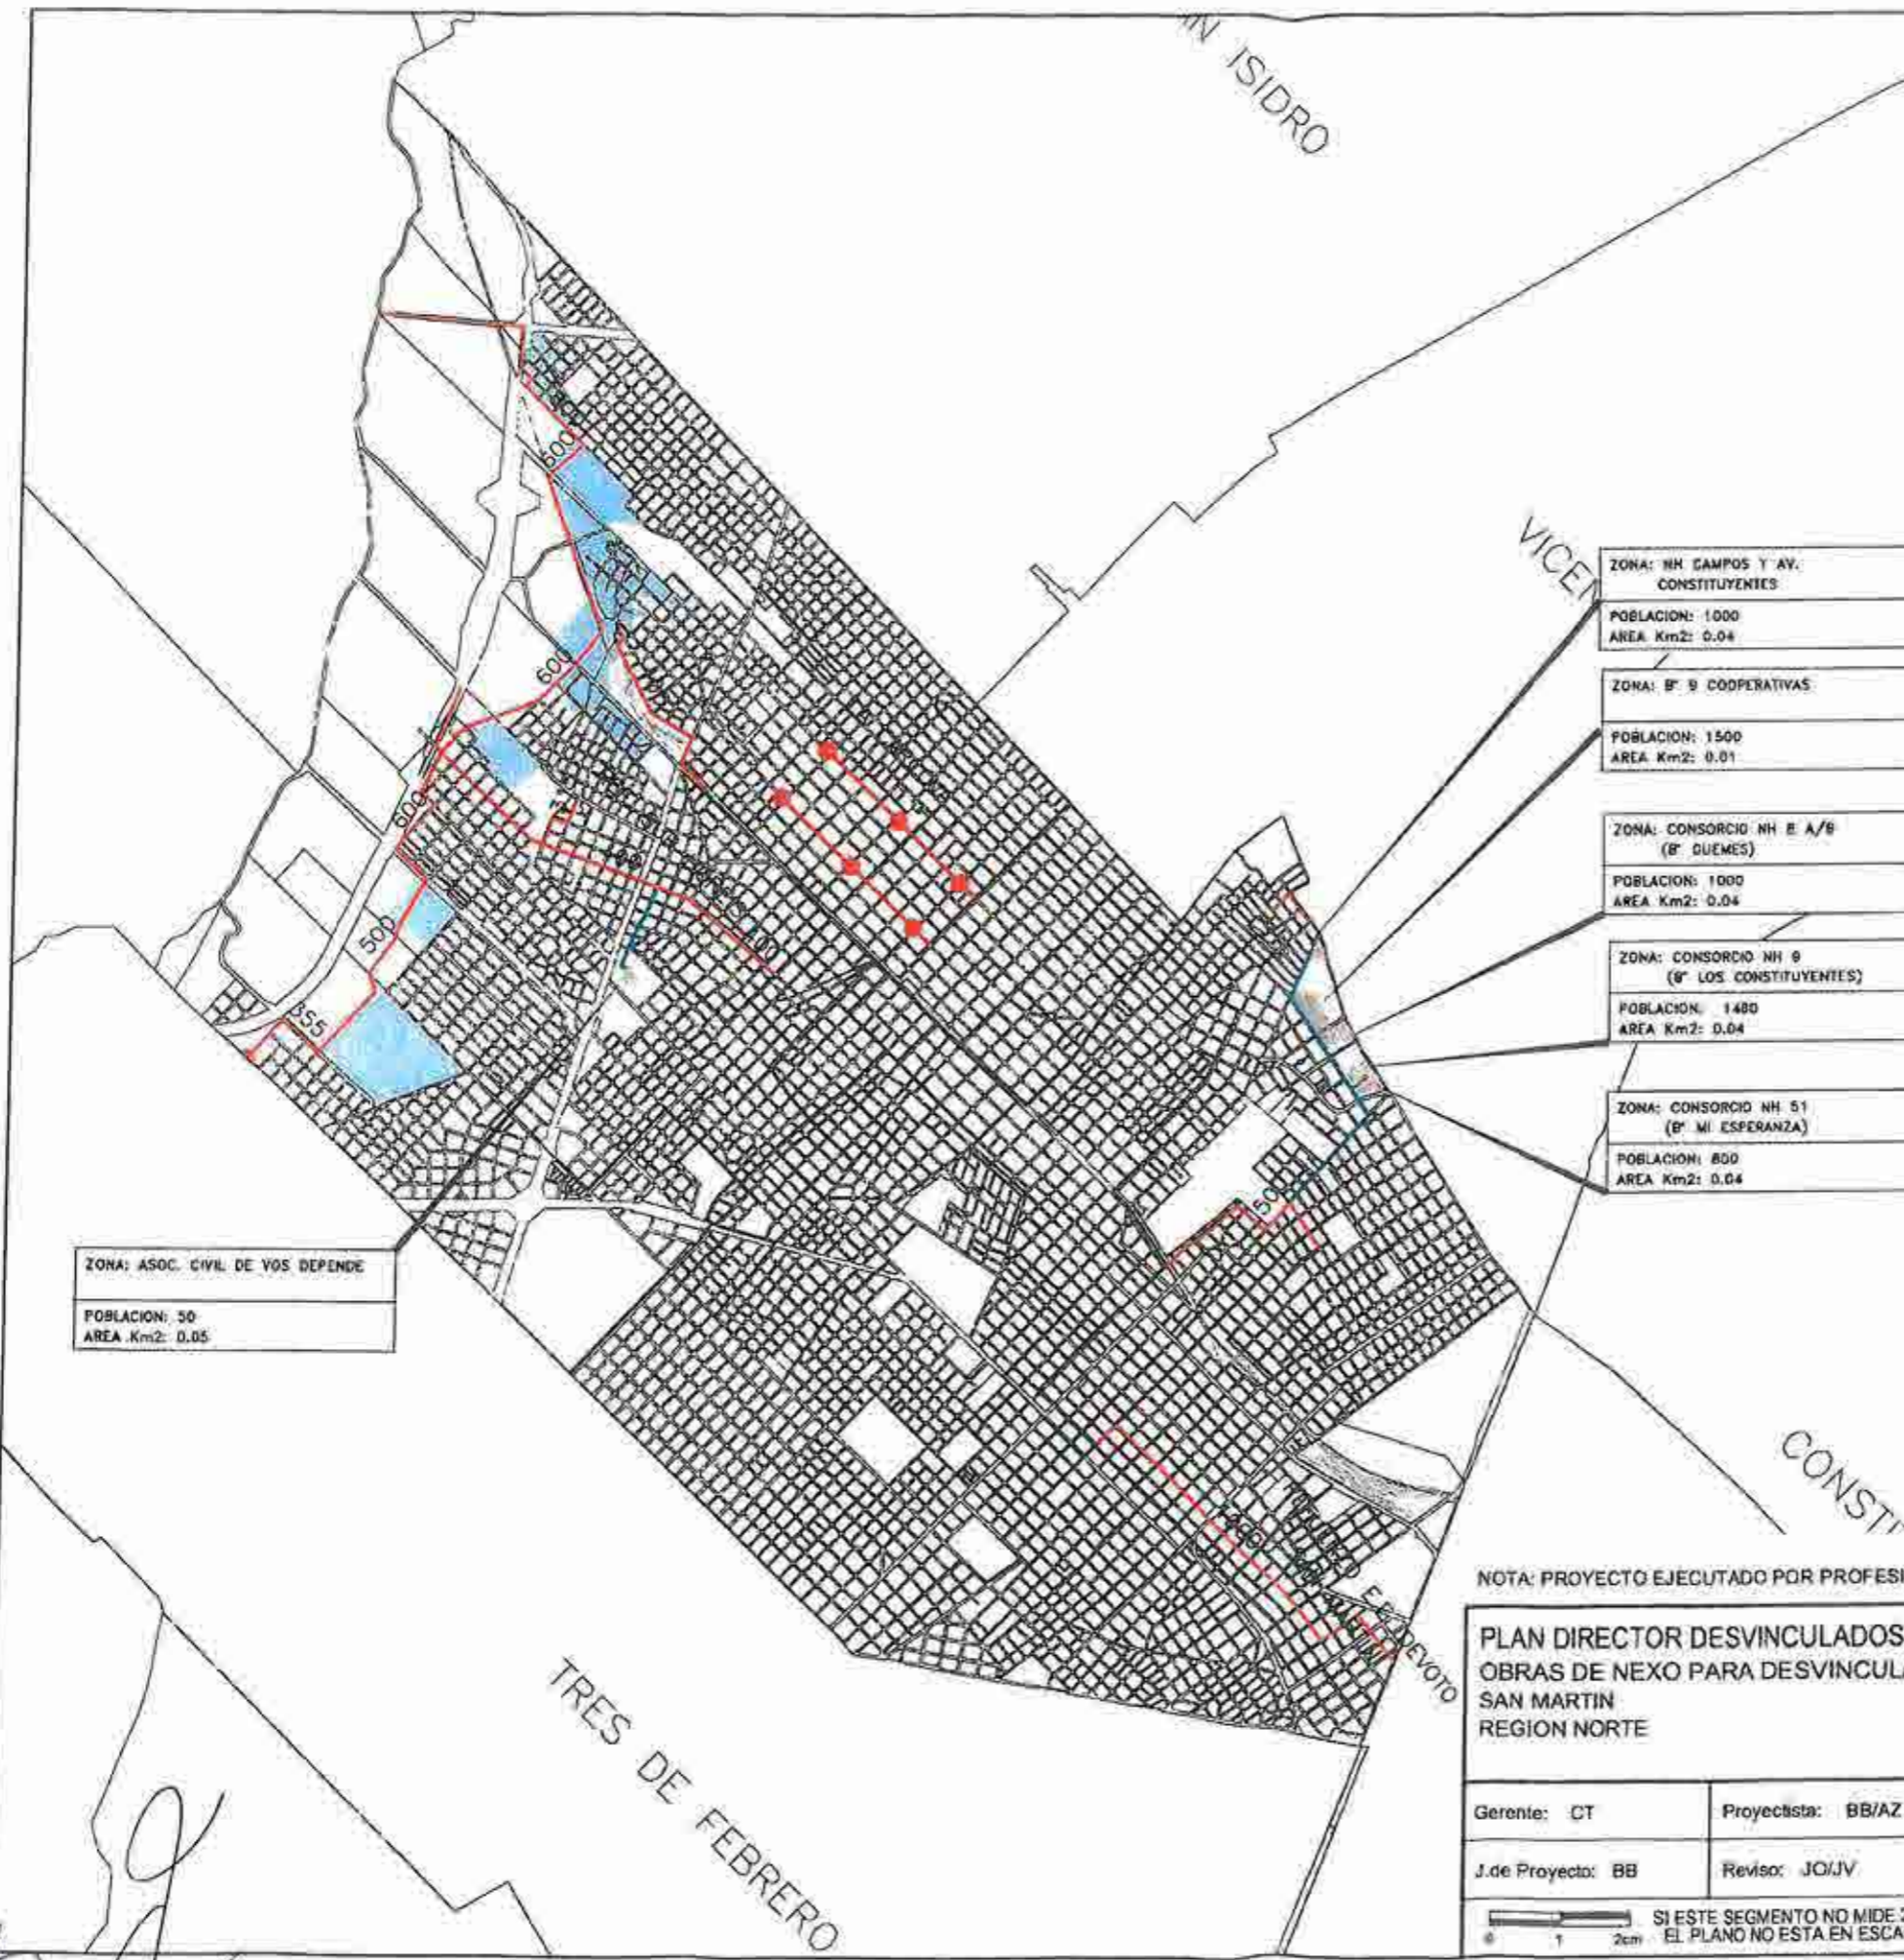 ISIDRO
ZONA: NH CAMPOS Y AV.
CONSTITUYENTES
POBLACION: 1000
AREA Km2: 0.04
ZONA: Bº 9 COOPERATIVAS
POBLACION: 1500
AREA Km2: 0.01
ZONA: CONSORCIO NH E A/B
(Bº GUEMES)
POBLACION: 1000
AREA Km2: 0.04
ZONA: CONSORCIO NH 9
(Bº LOS CONSTITUYENTES)
POBLACION: 1480
AREA Km2: 0.04
ZONA: CONSORCIO NH 51
(Bº MI ESPERANZA)
POBLACION: 800
AREA Km2: 0.04
600
600
600
500
355
ZONA: ASOC. CIVIL DE VOS DEPENDE
POBLACION: 50
AREA Km2: 0.05
TRES DE FEBRERO
DEVOTO
NOTA: PROYECTO EJECUTADO POR PROFESI
PLAN DIRECTOR DESVINCULADOS
OBRAS DE NEXO PARA DESVINCUL
SAN MARTIN
REGION NORTE
Gerente: CT
Proyectista: BB/AZ
J.de Proyecto: BB
Reviso: JO/JV
SI ESTE SEGMENTO NO MIDE
0 1 2cm EL PLANO NO ESTA EN ESCA